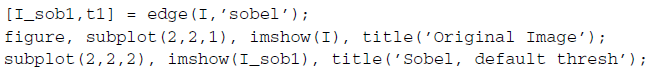 [I_sob1,t1] = edge(I,’sobel’);
figure, subplot(2,2,1), imshow(I), title(’Original Image’);
subplot(2,2,2), imshow(I_sob1), title(’Sobel, default thresh’);